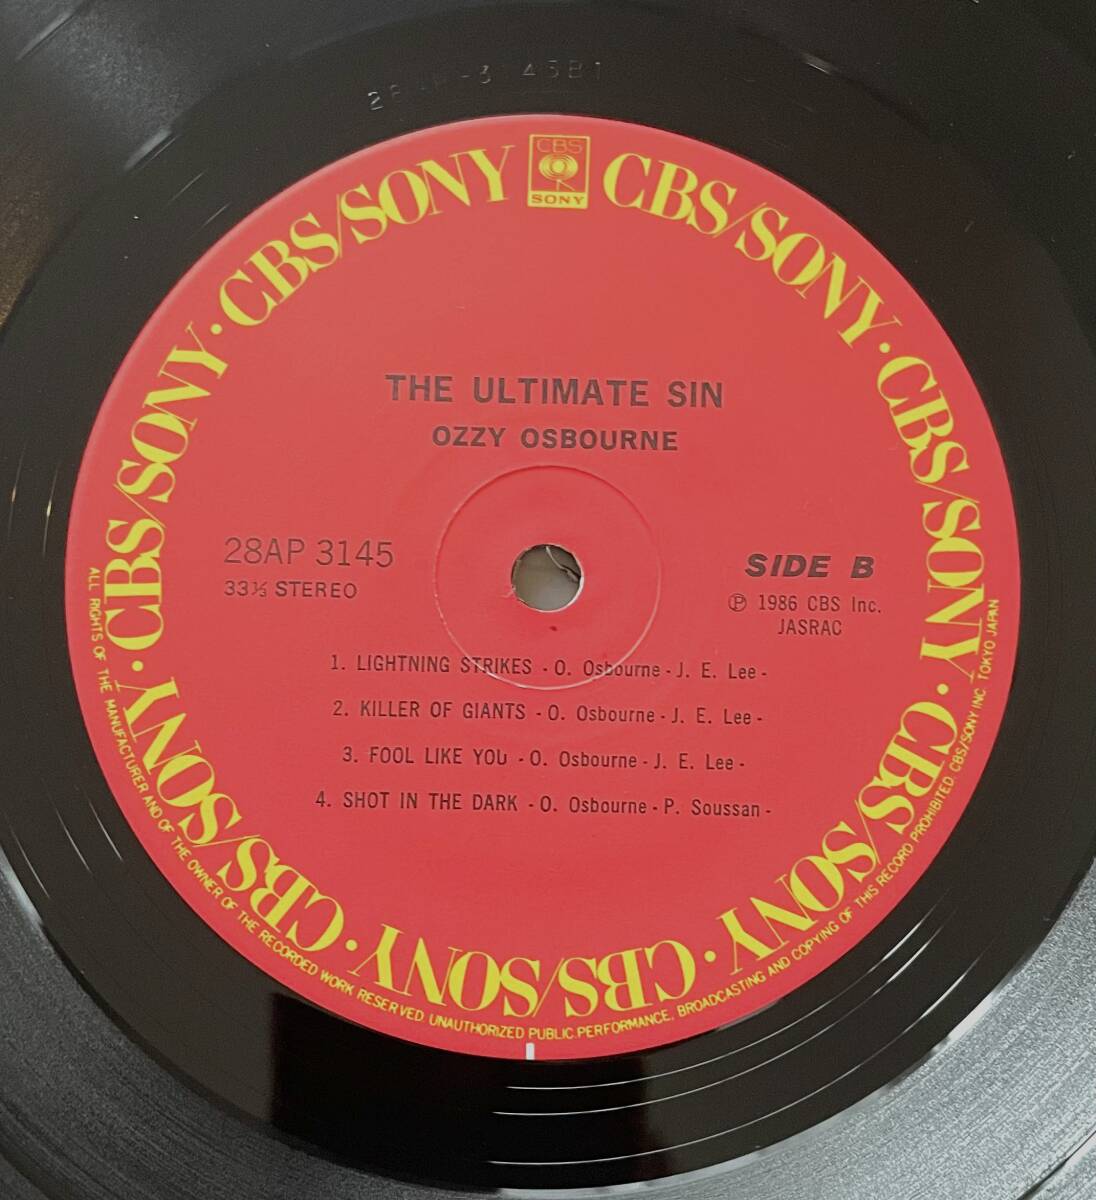 CBS
SONY
CBS/SONY · CBS/SONY · CBS/SONY · CBS/SONY · CBS/SONY · CBS/SONY · CBS/SONY · CBS/SONY
THE ULTIMATE SIN
OZZY OSBOURNE
28AP 3145
33⅓ STEREO
SIDE B
Ⓟ 1986 CBS Inc.
JASRAC
1. LIGHTNING STRIKES - O. Osbourne - J. E. Lee -
2. KILLER OF GIANTS - O. Osbourne - J. E. Lee -
3. FOOL LIKE YOU - O. Osbourne - J. E. Lee -
4. SHOT IN THE DARK - O. Osbourne - P. Soussan -
ALL RIGHTS OF THE MANUFACTURER AND OF THE OWNER OF THE RECORDED WORK RESERVED. UNAUTHORIZED PUBLIC PERFORMANCE, BROADCASTING AND COPYING OF THIS RECORD PROHIBITED. CBS/SONY INC. TOKYO JAPAN